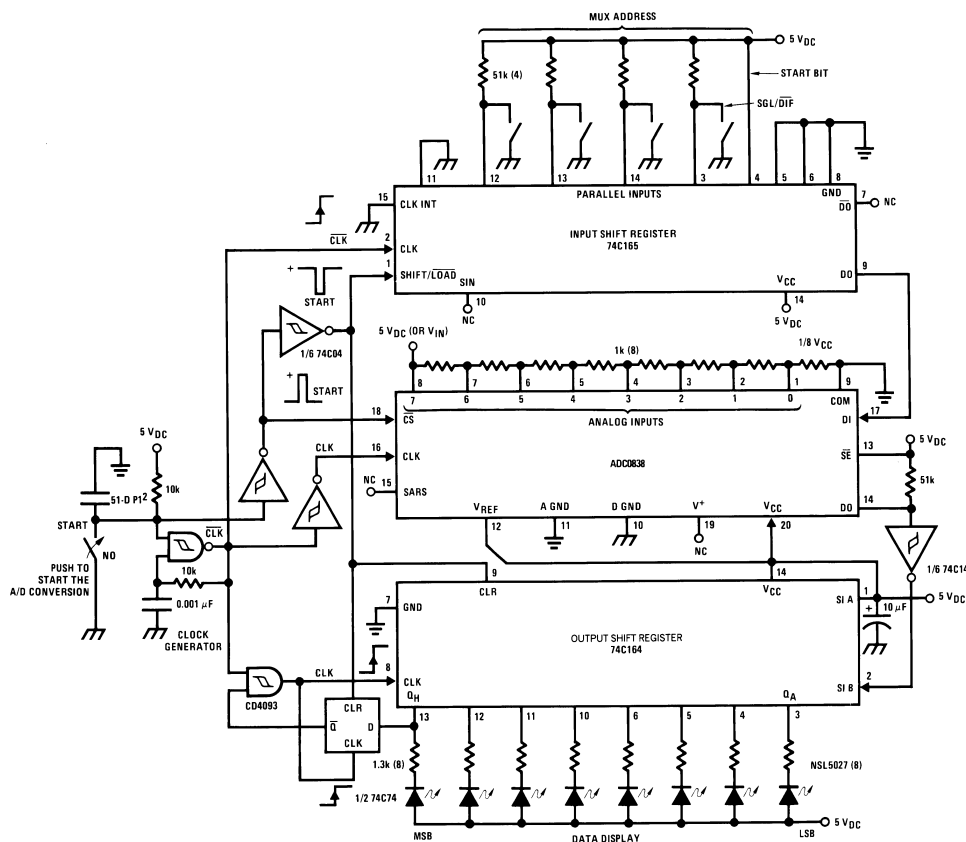 MUX ADDRESS
5 VDC
51k (4)
START BIT
SGL/DIF
11
12
13
14
3
4
5
6
8
GND
PARALLEL INPUTS
15
CLK INT
7
DO
NC
INPUT SHIFT REGISTER
74C165
CLK
2
CLK
1
SHIFT/LOAD
9
DO
+
START
SIN
10
NC
VCC
14
5 VDC
1/6 74C04
5 VDC (OR VIN)
1k (8)
1/8 VCC
+
START
8
7
6
5
4
3
2
1
9
7
6
5
4
3
2
1
0
COM
18
CS
ANALOG INPUTS
DI
17
5 VDC
CLK
16
CLK
ADC0838
SE
13
5 VDC
51k
NC
15
SARS
DO
14
VREF
12
A GND
11
D GND
10
V+
19
NC
VCC
20
1/6 74C14
51-D P12
10k
START
NO
PUSH TO
START THE
A/D CONVERSION
CLK
10k
0.001 µF
CLOCK
GENERATOR
9
CLR
14
VCC
7
GND
SI A
1
5 VDC
+
10 µF
OUTPUT SHIFT REGISTER
74C164
CLK
8
CLK
SI B
2
CD4093
QH
QA
CLR
Q
D
CLK
13
12
11
10
6
5
4
3
1.3k (8)
NSL5027 (8)
1/2 74C74
MSB
DATA DISPLAY
LSB
5 VDC